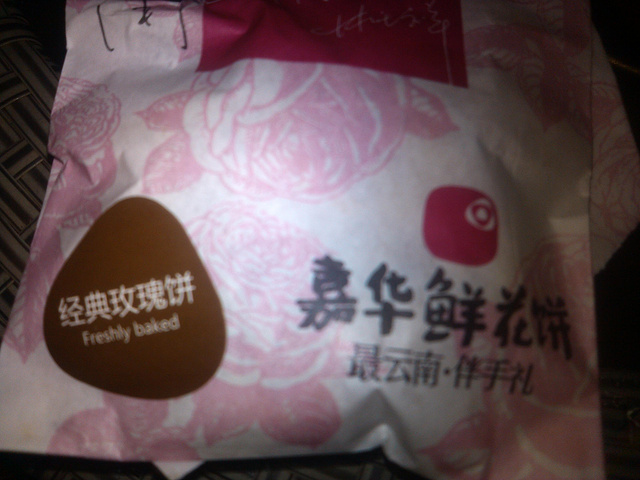 经典玫瑰饼
Freshly baked
嘉华鲜花饼
最云南·伴手礼